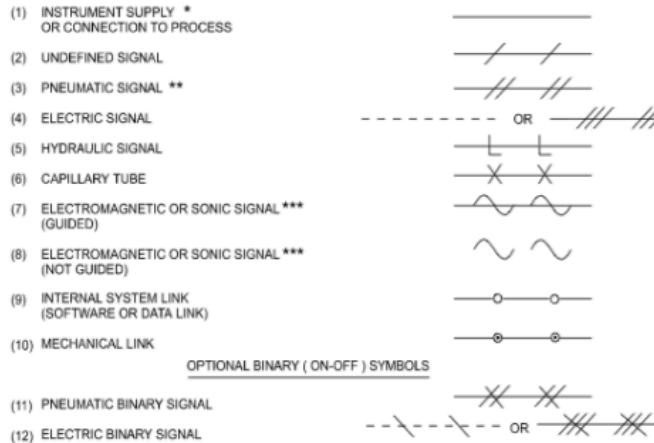 (1) INSTRUMENT SUPPLY *
OR CONNECTION TO PROCESS
(2) UNDEFINED SIGNAL
(3) PNEUMATIC SIGNAL **
(4) ELECTRIC SIGNAL OR
(5) HYDRAULIC SIGNAL
(6) CAPILLARY TUBE
(7) ELECTROMAGNETIC OR SONIC SIGNAL ***
(GUIDED)
(8) ELECTROMAGNETIC OR SONIC SIGNAL ***
(NOT GUIDED)
(9) INTERNAL SYSTEM LINK
(SOFTWARE OR DATA LINK)
(10) MECHANICAL LINK
OPTIONAL BINARY ( ON-OFF ) SYMBOLS
(11) PNEUMATIC BINARY SIGNAL
(12) ELECTRIC BINARY SIGNAL OR